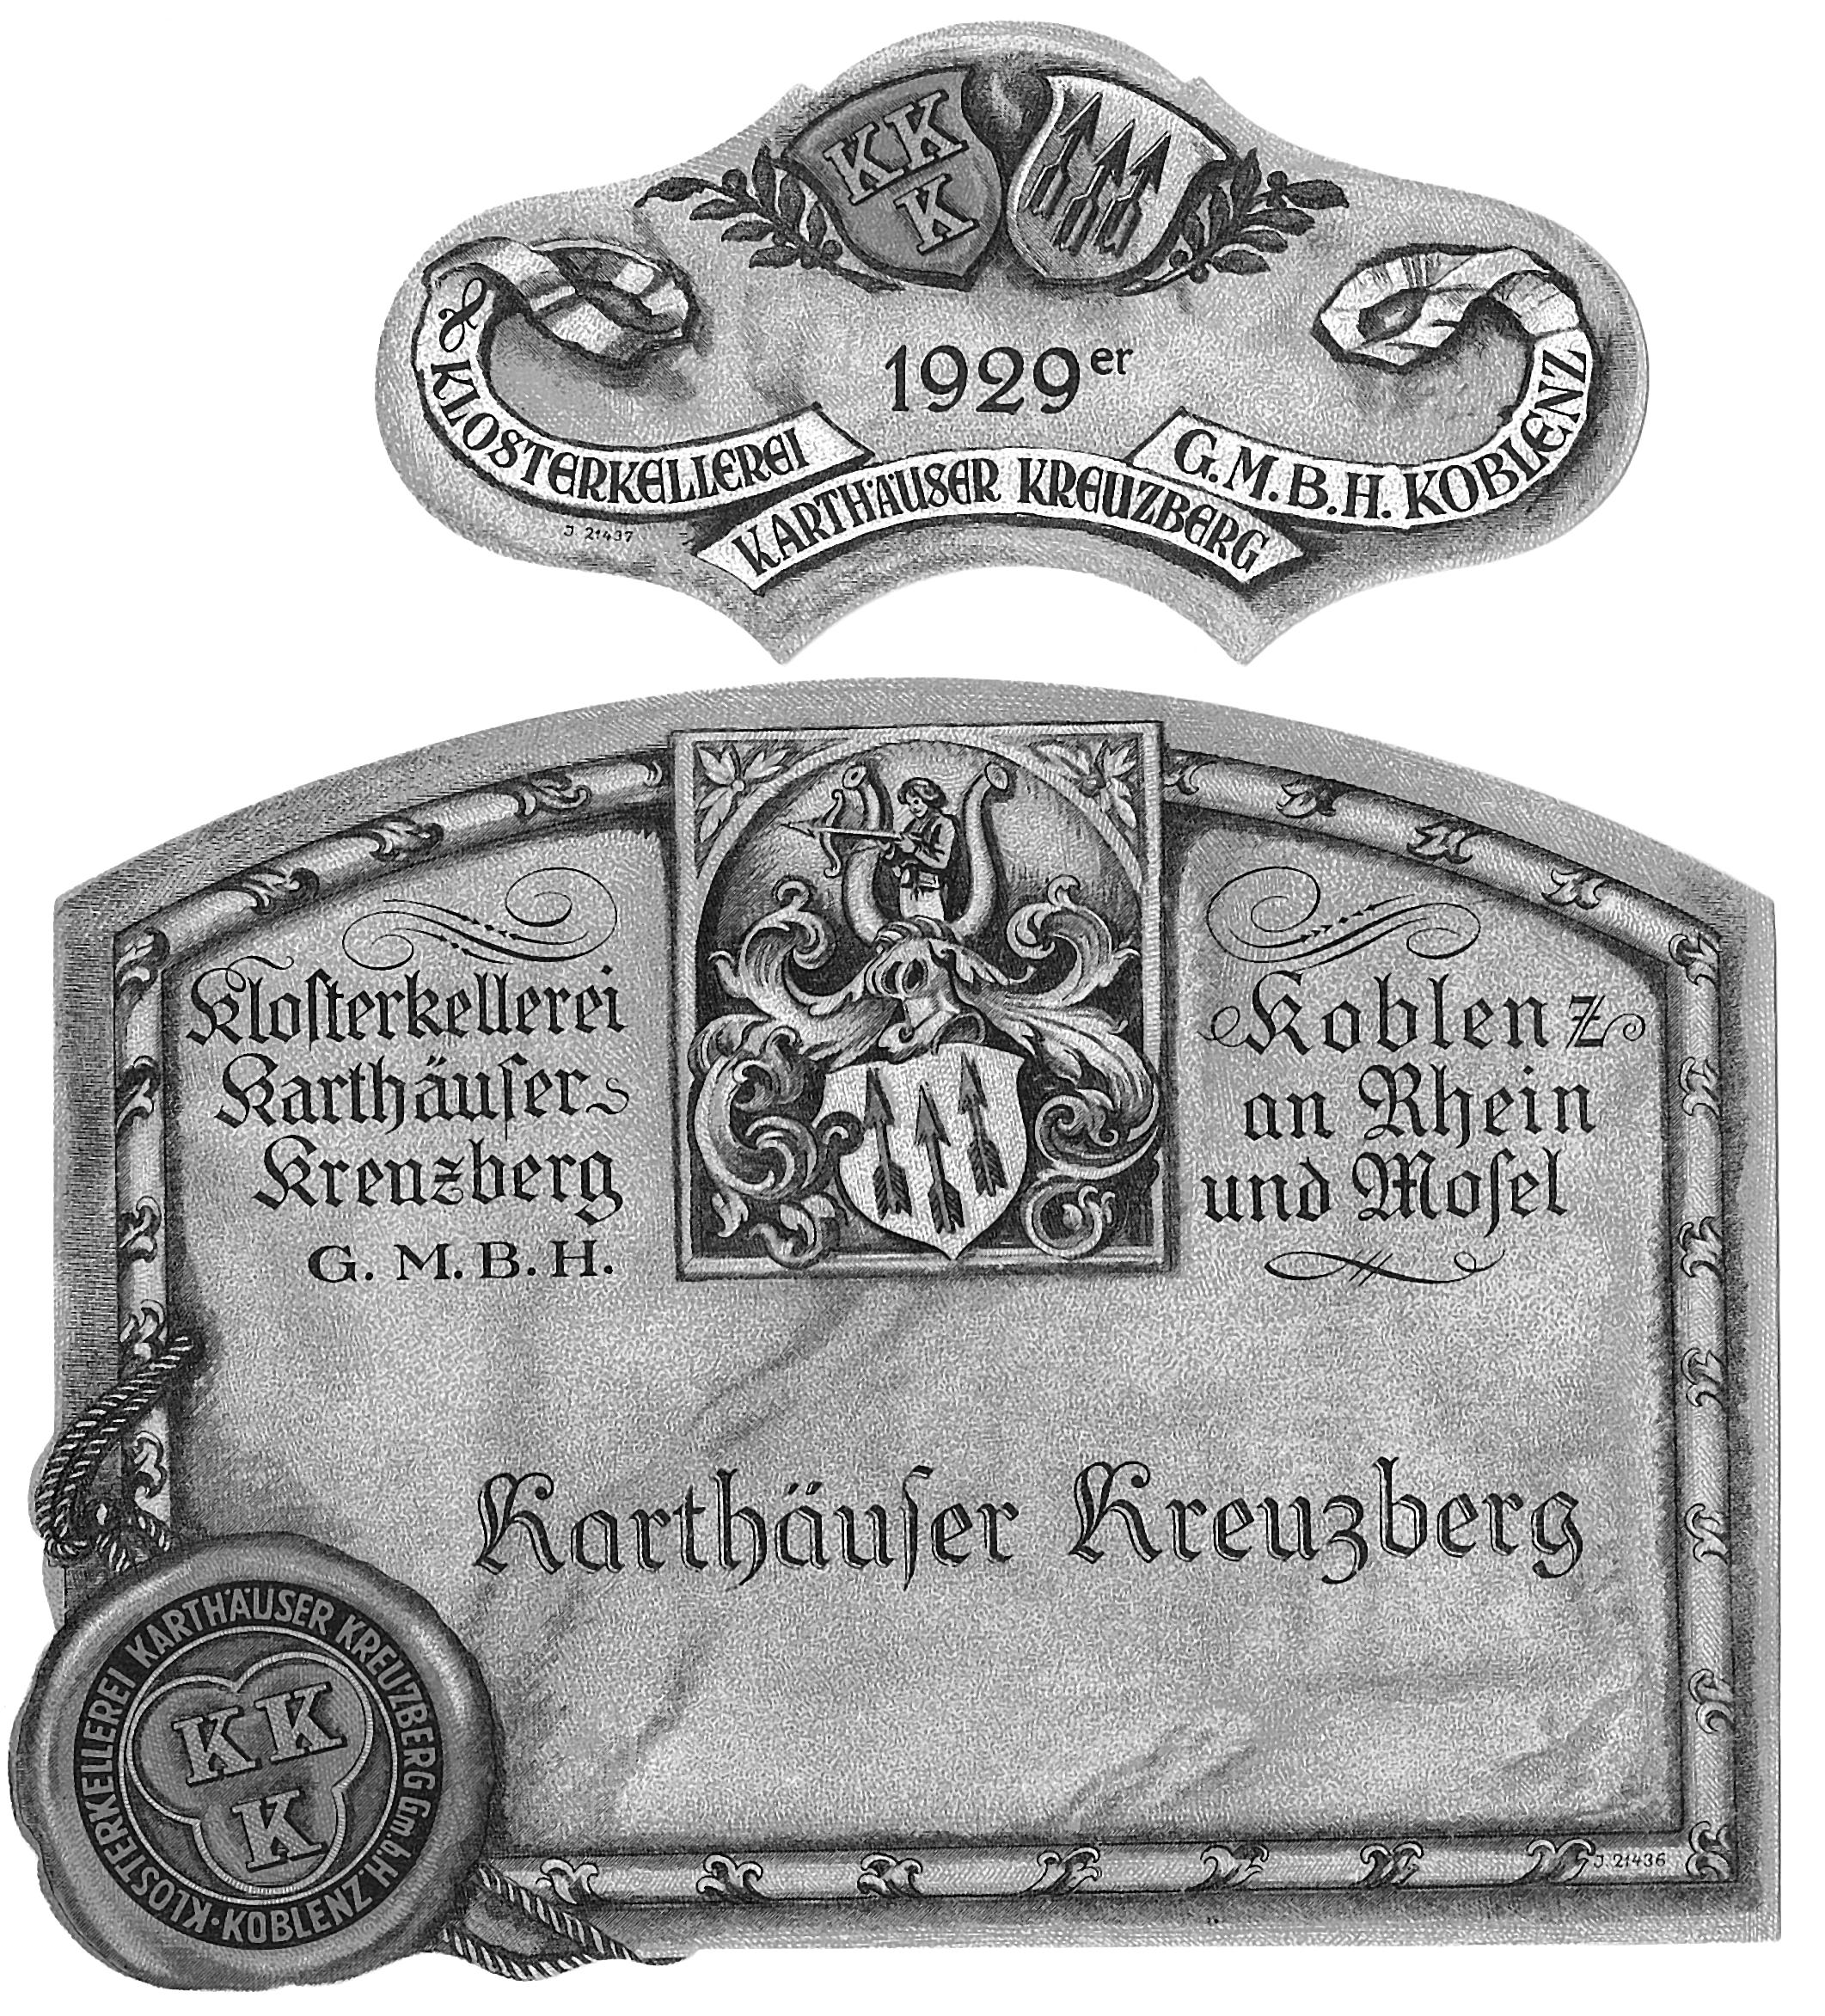 KK
K
1929er
KLOSTERKELLEREI
KARTHÄUSER KREUZBERG
G.M.B.H. KOBLENZ
J 21437
Kloſterkellerei
Karthäuſer-
Kreuzberg
G. M. B. H.
Koblenz
an Rhein
und Moſel
Karthäuſer Kreuzberg
KLOSTERKELLEREI KARTHÄUSER KREUZBERG G.m.b.H. · KOBLENZ ·
KK
K
J. 21436